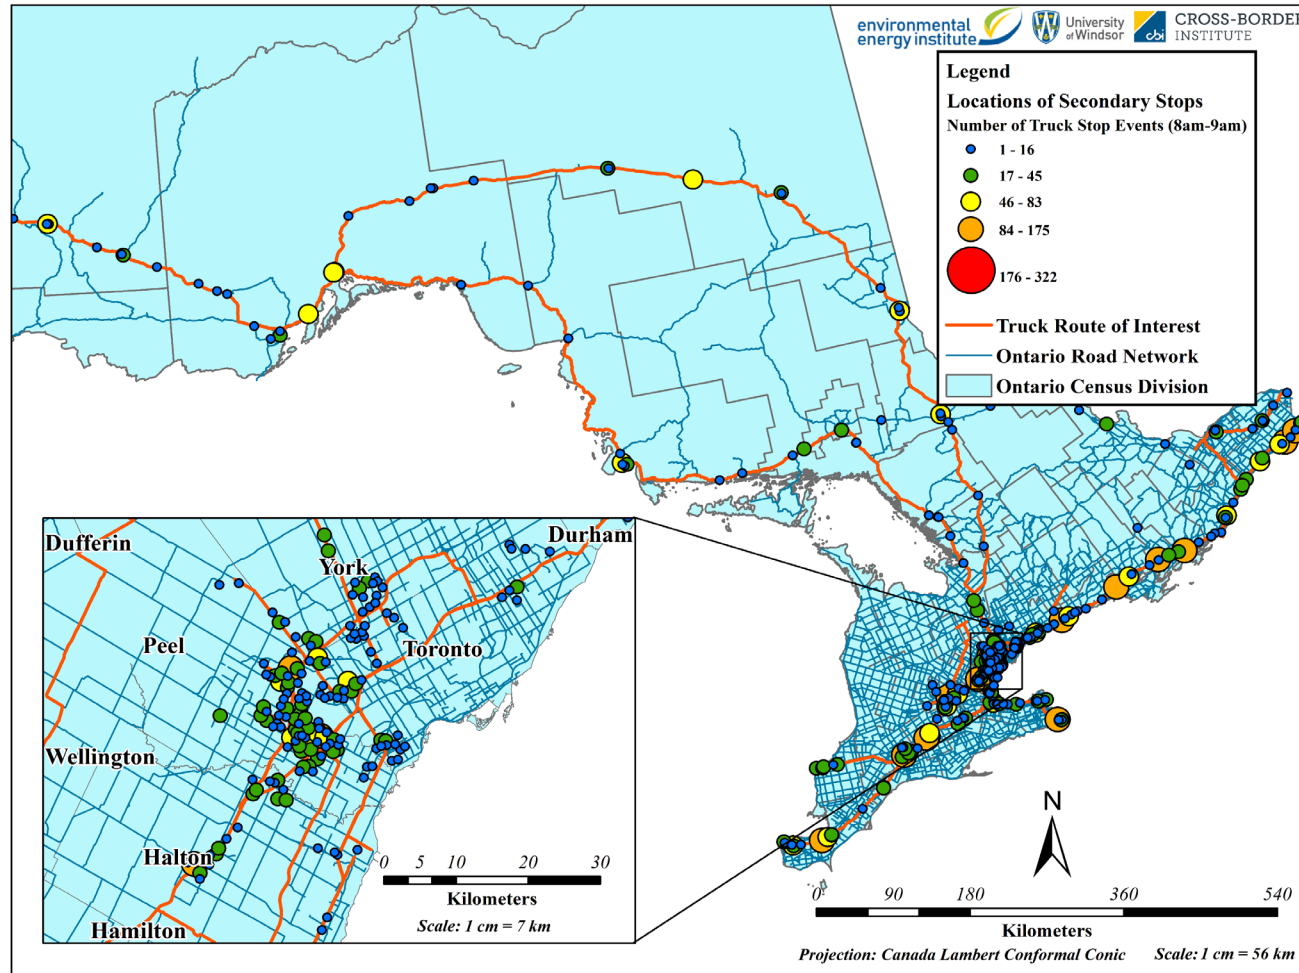 environmental
energy institute
University
of Windsor
cbi
CROSS-BORDER
INSTITUTE
Legend
Locations of Secondary Stops
Number of Truck Stop Events (8am-9am)
1 - 16
17 - 45
46 - 83
84 - 175
176 - 322
Truck Route of Interest
Ontario Road Network
Ontario Census Division
Dufferin
Durham
York
Peel
Toronto
Wellington
Halton
Hamilton
0 5 10 20 30
Kilometers
Scale: 1 cm = 7 km
N
0 90 180 360 540
Kilometers
Projection: Canada Lambert Conformal Conic Scale: 1 cm = 56 km